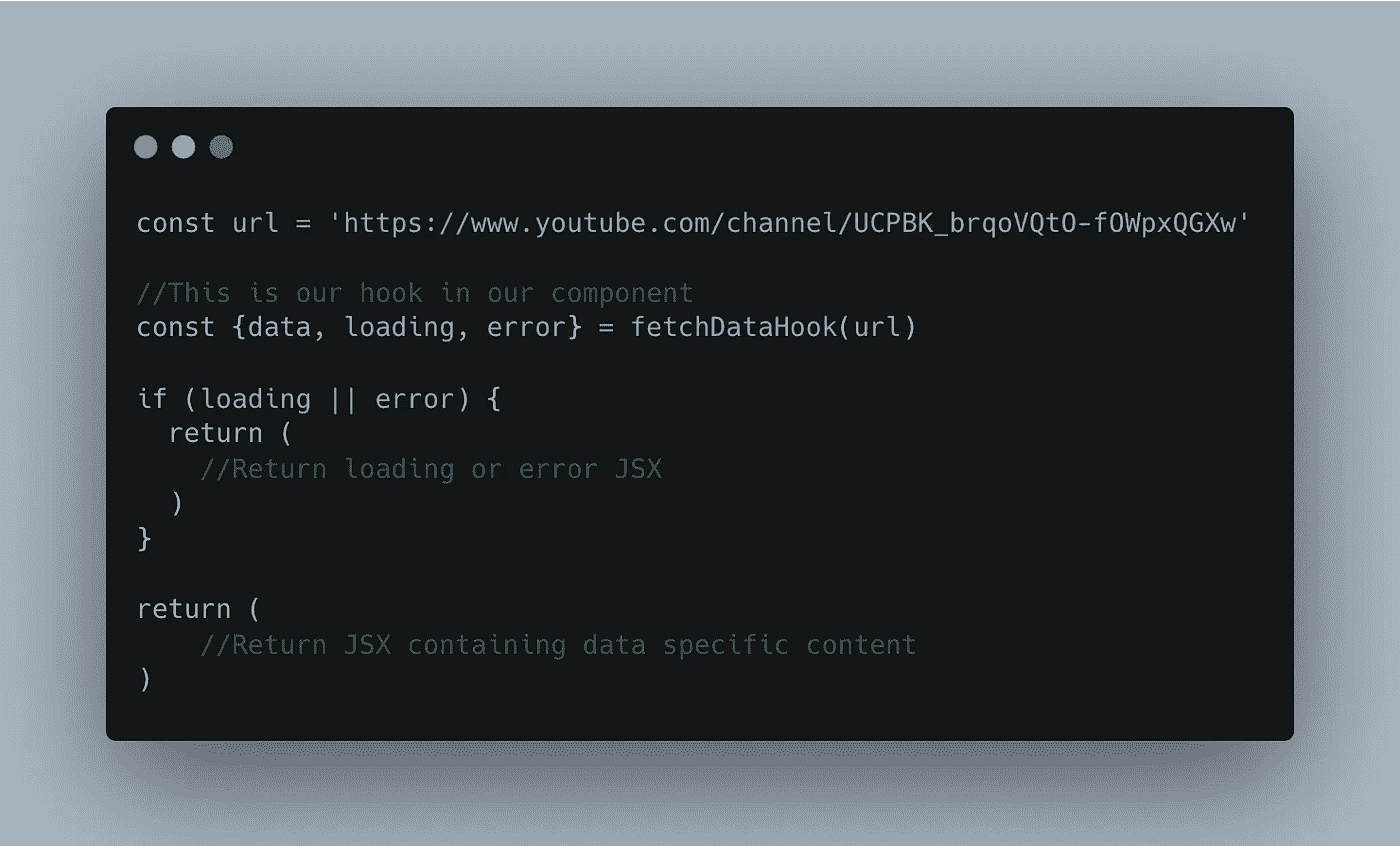 const url = 'https://www.youtube.com/channel/UCPBK_brqoVQtO-fOWpxQGXw'
//This is our hook in our component
const {data, loading, error} = fetchDataHook(url)
if (loading || error) {
return (
//Return loading or error JSX
)
}
return (
//Return JSX containing data specific content
)